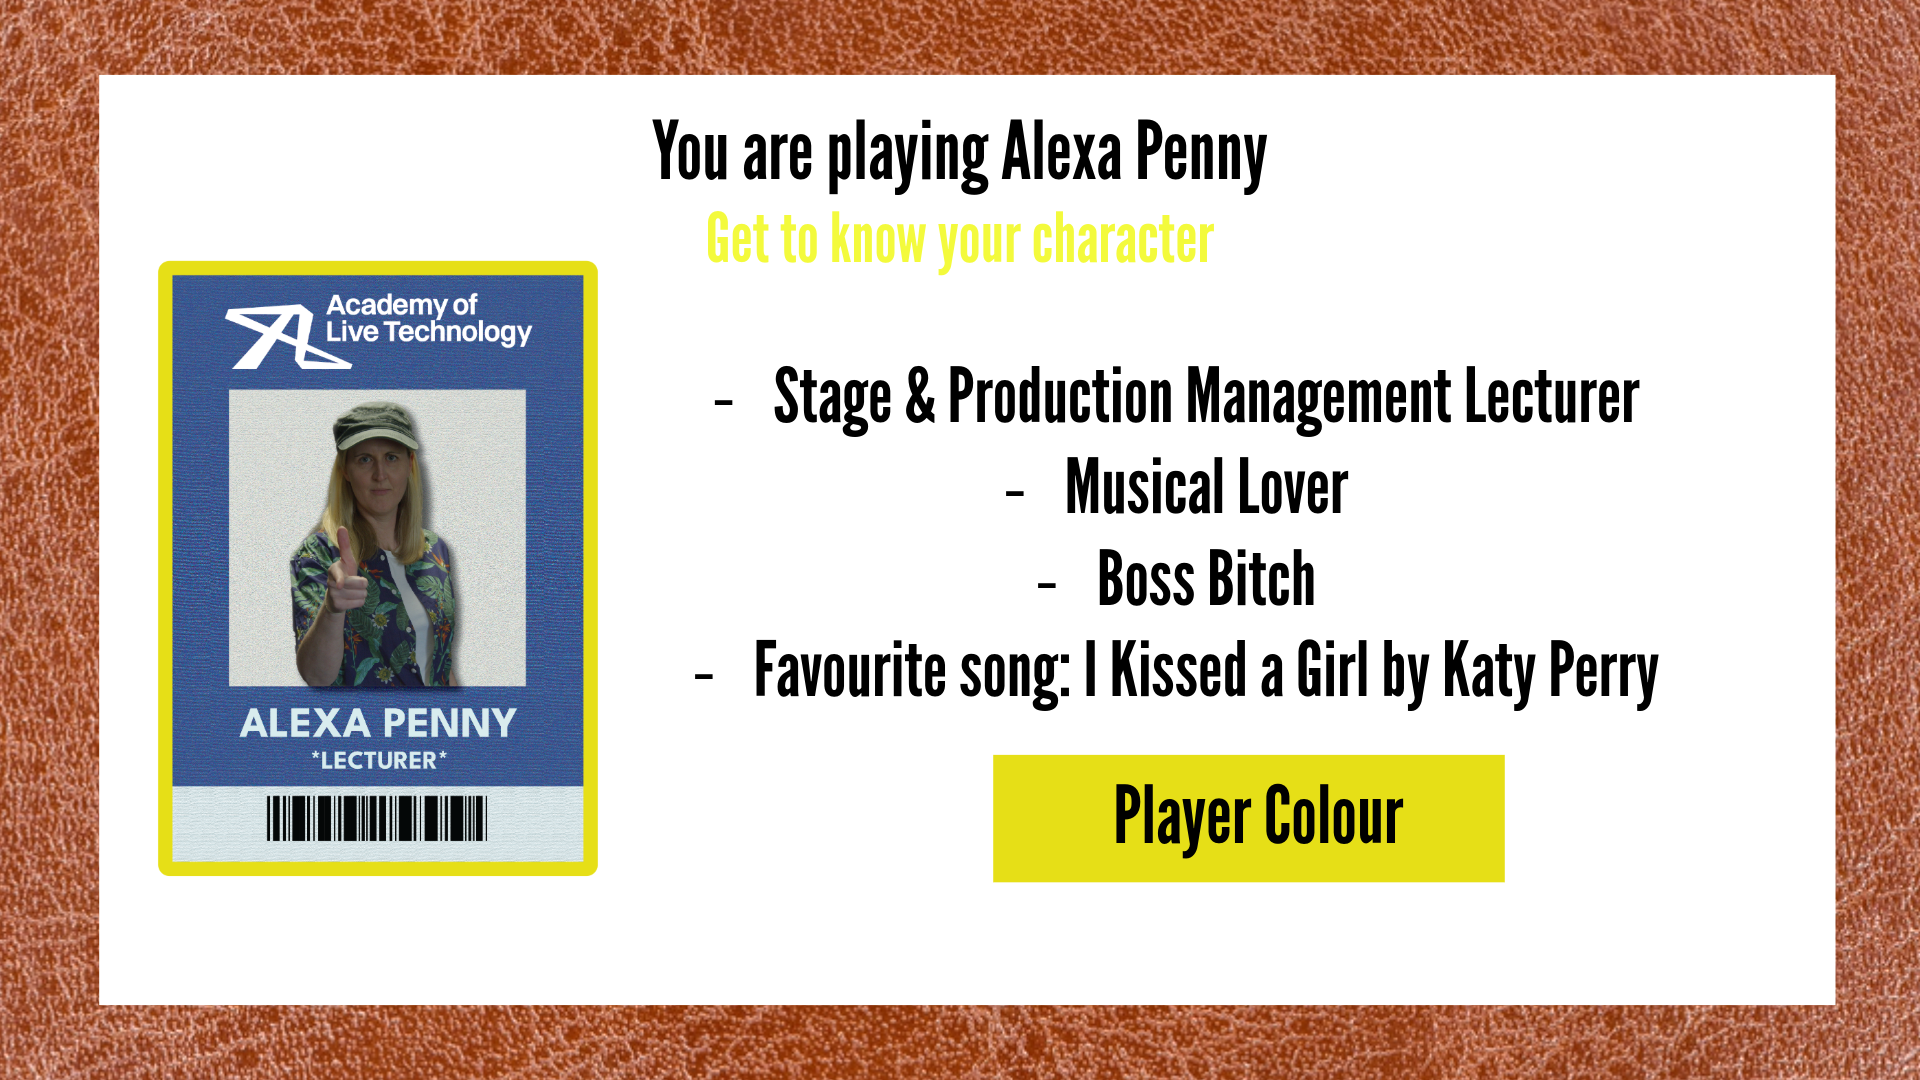 You are playing Alexa Penny
Get to know your character
Academy of
Live Technology
ALEXA PENNY
*LECTURER*
- Stage & Production Management Lecturer
- Musical Lover
- Boss Bitch
- Favourite song: I Kissed a Girl by Katy Perry
Player Colour